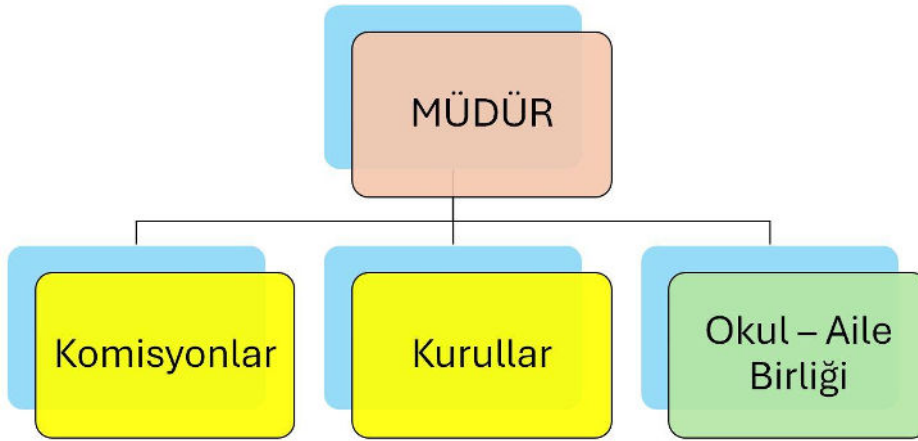 MÜDÜR
Komisyonlar
Kurullar
Okul – Aile
Birliği